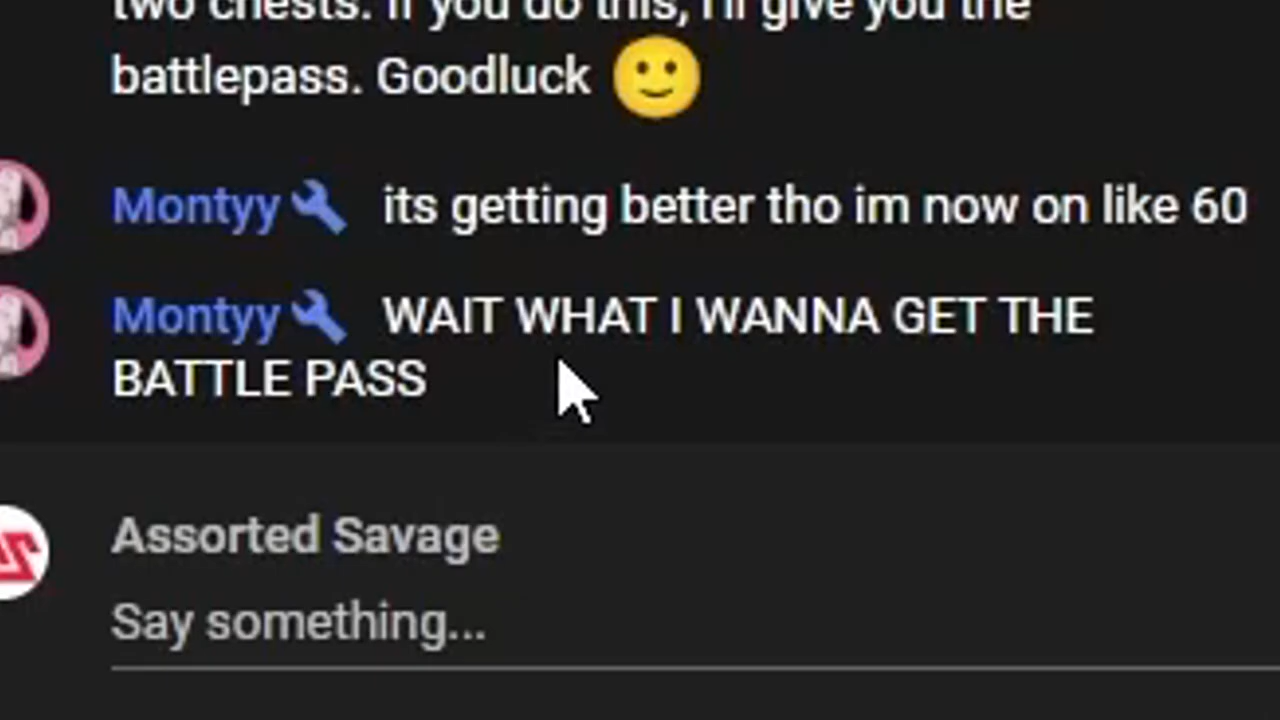 two chests. If you do this, I'll give you the
battlepass. Goodluck 🙂
Montyy its getting better tho im now on like 60
Montyy WAIT WHAT I WANNA GET THE
BATTLE PASS
Assorted Savage
Say something...